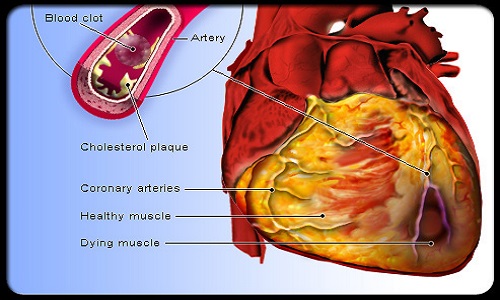 Blood clot
Artery
Cholesterol plaque
Coronary arteries
Healthy muscle
Dying muscle